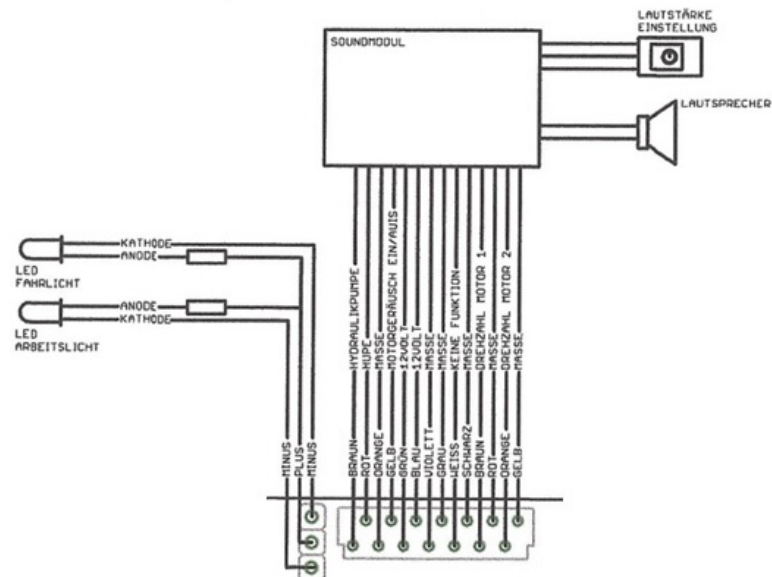 LAUTSTÄRKE
EINSTELLUNG
SOUNDMODUL
LAUTSPRECHER
KATHODE
ANODE
LED
FAHRLICHT
ANODE
KATHODE
LED
ARBEITSLICHT
HYDRAULIKPUMPE
HUPE
MASSE
MOTORGERÄUSCH EIN/AUIS
12VOLT
12VOLT
MASSE
MASSE
KEINE FUNKTION
MASSE
DREHZAHL MOTOR 1
MASSE
DREHZAHL MOTOR 2
MASSE
MINUS
PLUS
MINUS
BRAUN
ROT
ORANGE
GELB
GRÜN
BLAU
VIOLETT
GRAU
WEISS
SCHWARZ
BRAUN
ROT
ORANGE
GELB